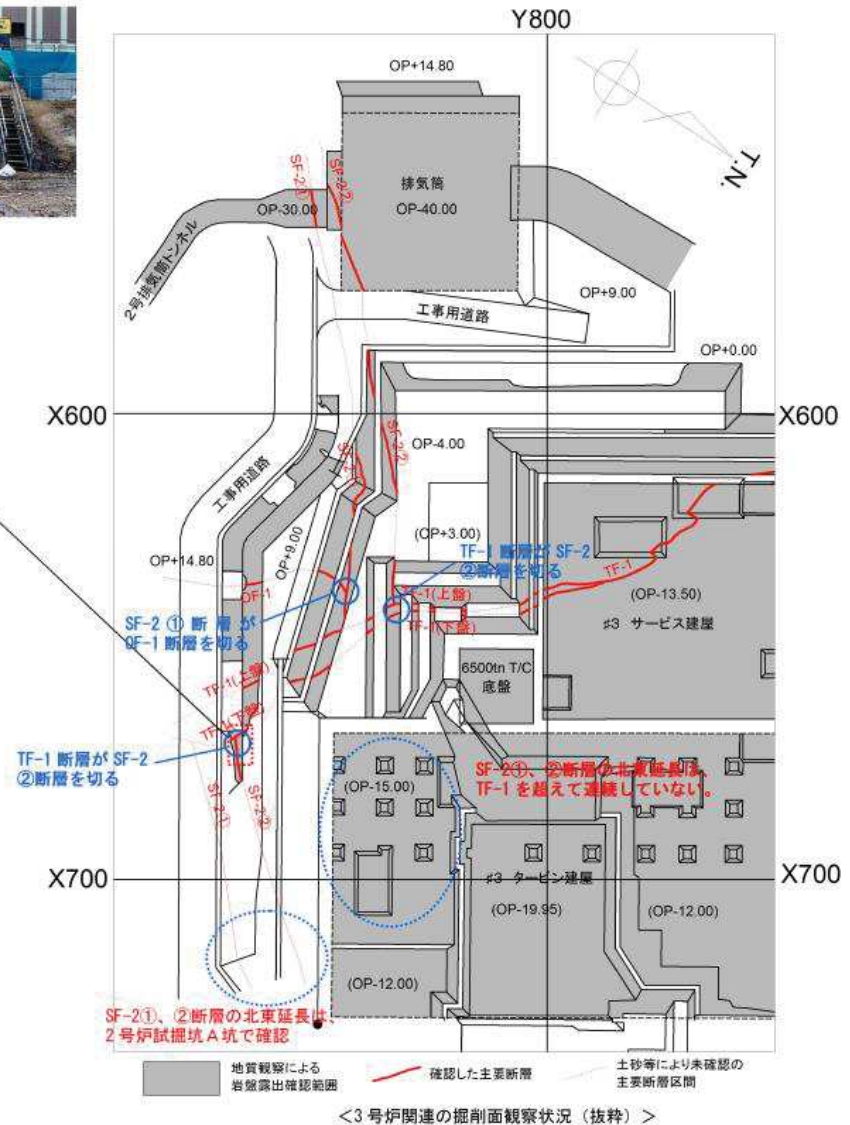 Y800
OP+14.80
T.N.
SF-2①
SF-2②
排気筒
OP-40.00
OP-30.00
2号排気筒トンネル
OP+9.00
工事用道路
OP+0.00
X600
X600
OP-4.00
SF-2①
SF-2②
工事用道路
(OP+3.00)
OP+14.80
OP+9.00
TF-1 断層が SF-2
②断層を切る
TF-1
OF-1
TF-1(上盤)
(OP-13.50)
♯3 サービス建屋
SF-2 ① 断 層 が
OF-1 断層を切る
TF-1(下盤)
6500tn T/C
底盤
TF-1(上盤)
TF-1(下盤)
TF-1 断層が SF-2
②断層を切る
SF-2①、②断層の北東延長は、
TF-1 を超えて連続していない。
(OP-15.00)
SF-2①
SF-2②
X700
X700
♯3 タービン建屋
(OP-19.95)
(OP-12.00)
(OP-12.00)
SF-2①、②断層の北東延長は、
2 号炉試掘坑 A 坑で確認
地質観察による
岩盤露出確認範囲
確認した主要断層
土砂等により未確認の
主要断層区間
＜3 号炉関連の掘削面観察状況（抜粋）＞